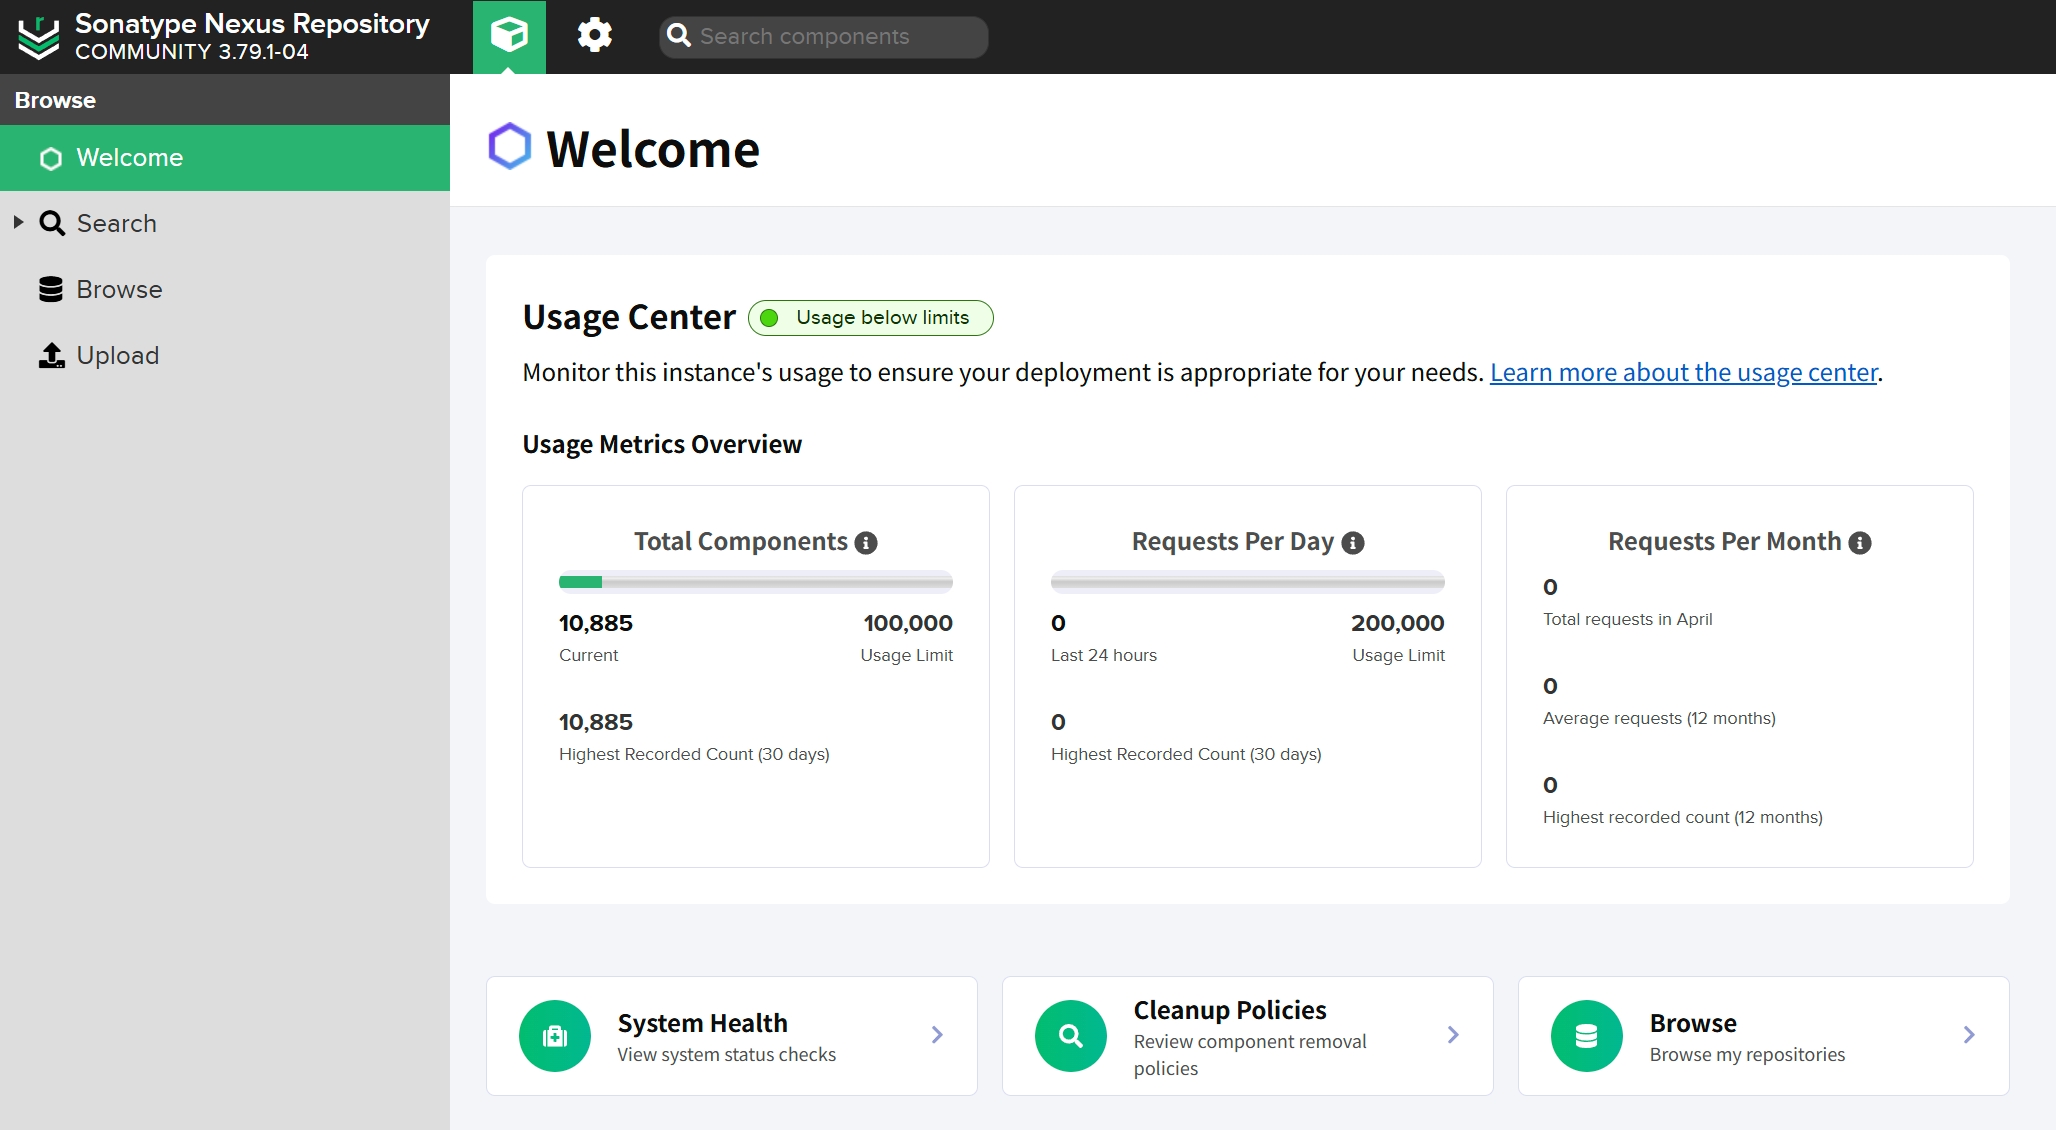 Sonatype Nexus Repository
COMMUNITY 3.79.1-04
Search components
Browse
Welcome
Search
Browse
Upload
Welcome
Usage Center
Usage below limits
Monitor this instance's usage to ensure your deployment is appropriate for your needs. Learn more about the usage center.
Usage Metrics Overview
Total Components
10,885 100,000
Current Usage Limit
10,885
Highest Recorded Count (30 days)
Requests Per Day
0 200,000
Last 24 hours Usage Limit
0
Highest Recorded Count (30 days)
Requests Per Month
0
Total requests in April
0
Average requests (12 months)
0
Highest recorded count (12 months)
System Health
View system status checks
Cleanup Policies
Review component removal
policies
Browse
Browse my repositories